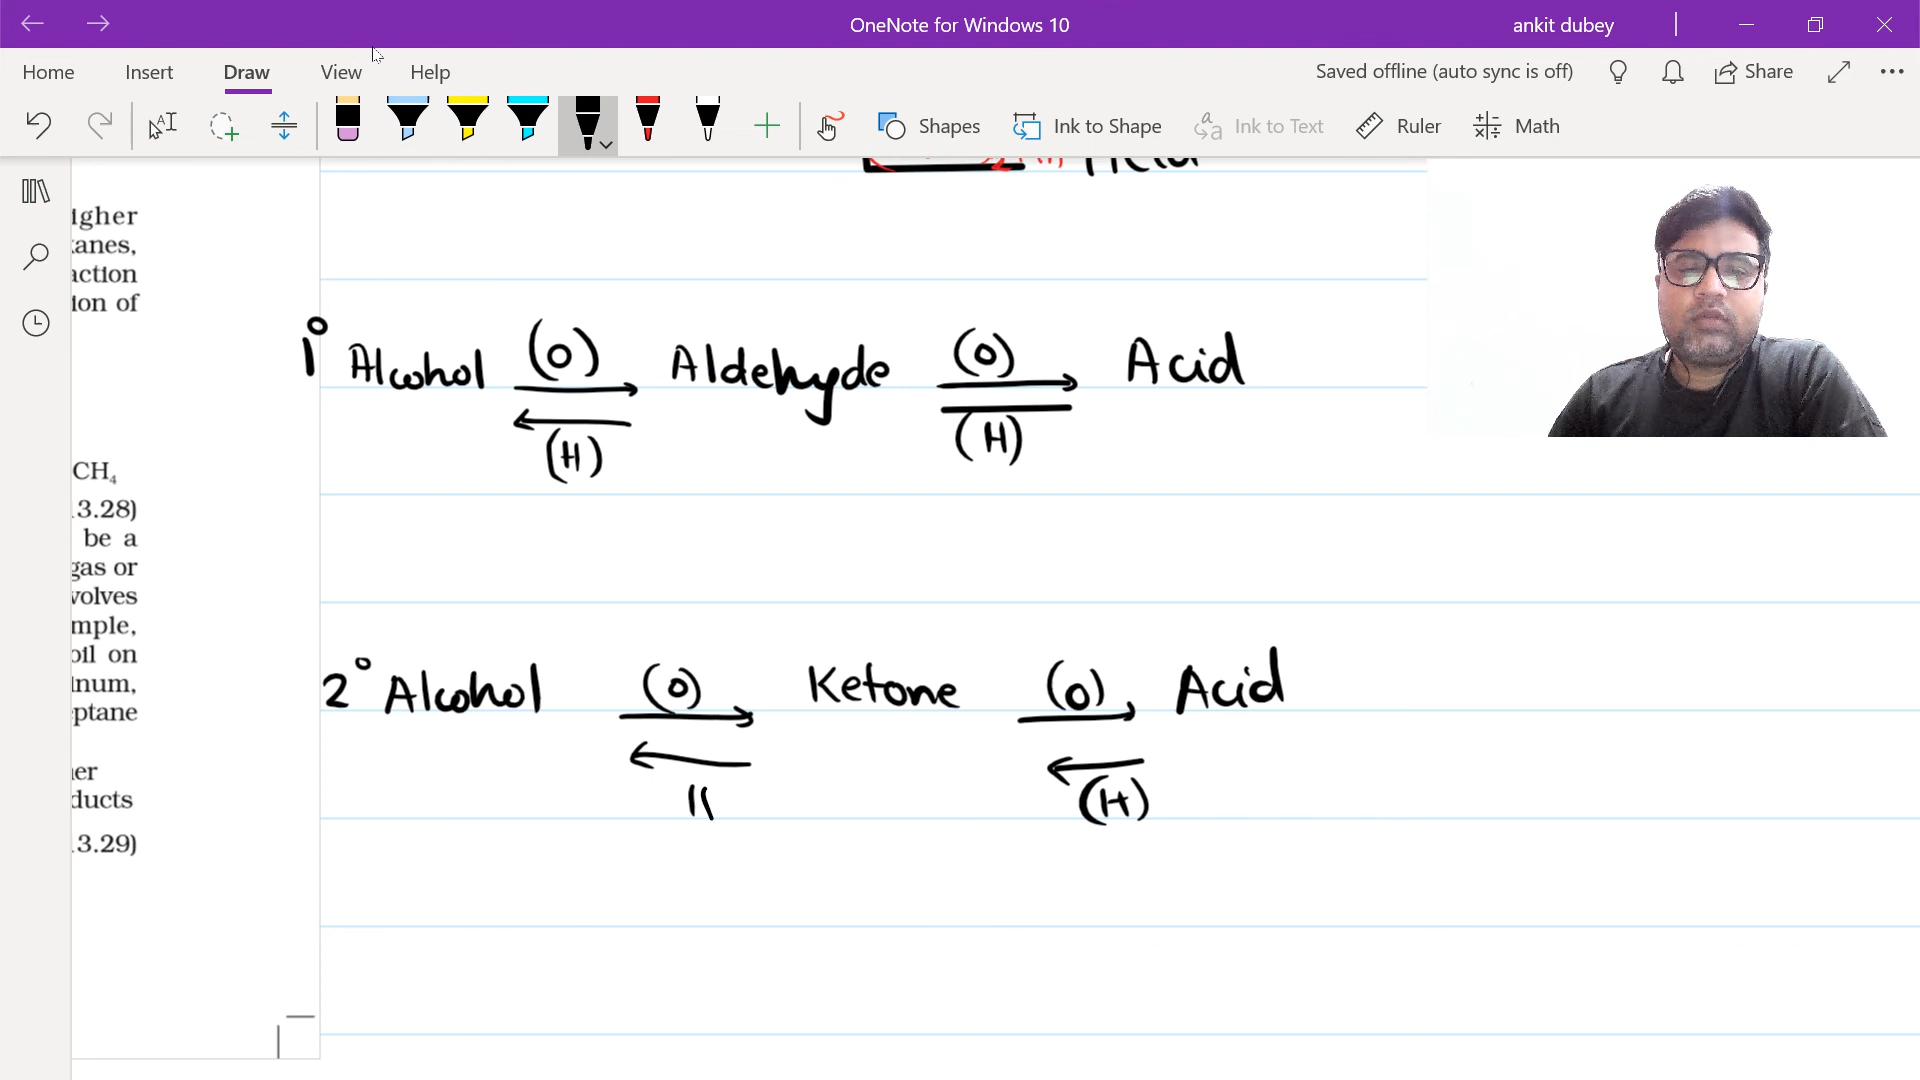 OneNote for Windows 10
ankit dubey
Home Insert Draw View Help
Saved offline (auto sync is off) Share
Shapes Ink to Shape Ink to Text Ruler Math
igher
anes,
action
ion of
1° Alcohol (O) Aldehyde (O) Acid
(H) (H)
CH₄
3.28)
be a
gas or
volves
mple,
oil on
num,
ptane
2° Alcohol (O) Ketone (O) Acid
(H)
er
ducts
3.29)